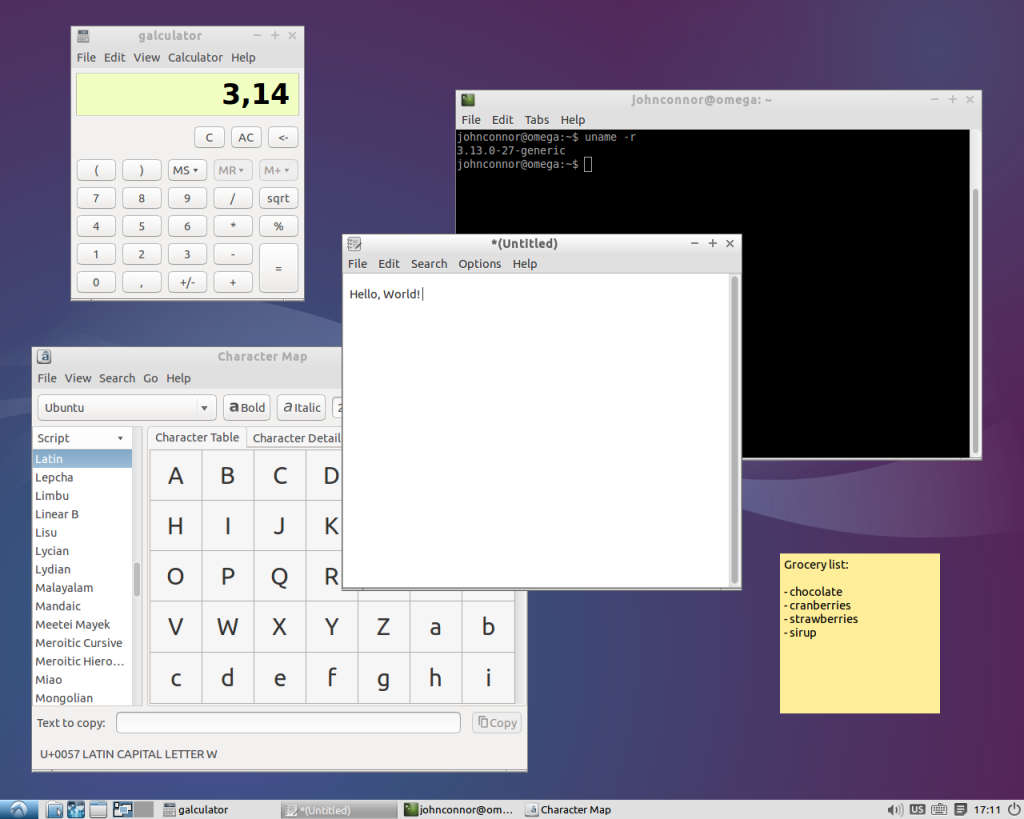 galculator
File Edit View Calculator Help
3,14
C AC <-
( ) MS MR M+
7 8 9 / sqrt
4 5 6 * %
1 2 3 - =
0 , +/- +
johnconnor@omega: ~
File Edit Tabs Help
johnconnor@omega:~$ uname -r
3.13.0-27-generic
johnconnor@omega:~$
*(Untitled)
File Edit Search Options Help
Hello, World!
Character Map
File View Search Go Help
Ubuntu a Bold a Italic 2
Script
Latin
Lepcha
Limbu
Linear B
Lisu
Lycian
Lydian
Malayalam
Mandaic
Meetei Mayek
Meroitic Cursive
Meroitic Hiero...
Miao
Mongolian
Character Table Character Detail
A B C D
H I J K
O P Q R
V W X Y Z a b
c d e f g h i
Text to copy: Copy
U+0057 LATIN CAPITAL LETTER W
Grocery list:
- chocolate
- cranberries
- strawberries
- sirup
galculator *(Untitled) johnconnor@om... Character Map US 17:11